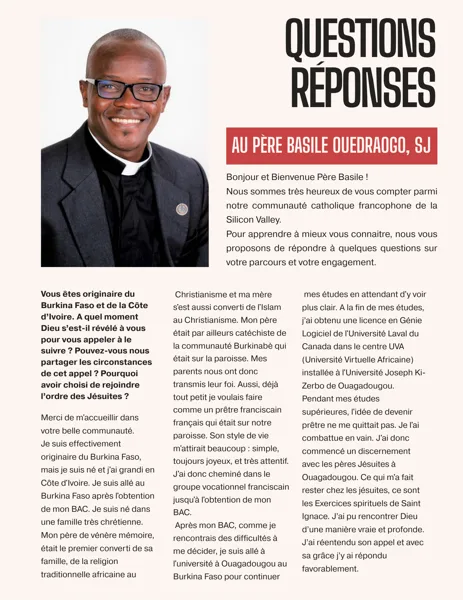 QUESTIONS
RÉPONSES
AU PÈRE BASILE OUEDRAOGO, SJ
Bonjour et Bienvenue Père Basile !
Nous sommes très heureux de vous compter parmi
notre communauté catholique francophone de la
Silicon Valley.
Pour apprendre à mieux vous connaitre, nous vous
proposons de répondre à quelques questions sur
votre parcours et votre engagement.
Vous êtes originaire du
Burkina Faso et de la Côte
d'Ivoire. A quel moment
Dieu s'est-il révélé à vous
pour vous appeler à le
suivre ? Pouvez-vous nous
partager les circonstances
de cet appel ? Pourquoi
avoir choisi de rejoindre
l'ordre des Jésuites ?
Merci de m'accueillir dans
votre belle communauté.
Je suis effectivement
originaire du Burkina Faso,
mais je suis né et j'ai grandi en
Côte d'Ivoire. Je suis allé au
Burkina Faso après l'obtention
de mon BAC. Je suis né dans
une famille très chrétienne.
Mon père de vénère mémoire,
était le premier converti de sa
famille, de la religion
traditionnelle africaine au
Christianisme et ma mère
s'est aussi converti de l'Islam
au Christianisme. Mon père
était par ailleurs catéchiste de
la communauté Burkinabè qui
était sur la paroisse. Mes
parents nous ont donc
transmis leur foi. Aussi, déjà
tout petit je voulais faire
comme un prêtre franciscain
français qui était sur notre
paroisse. Son style de vie
m'attirait beaucoup : simple,
toujours joyeux, et très attentif.
J'ai donc cheminé dans le
groupe vocationnel franciscain
jusqu'à l'obtention de mon
BAC.
Après mon BAC, comme je
rencontrais des difficultés à
me décider, je suis allé à
l'université à Ouagadougou au
Burkina Faso pour continuer
mes études en attendant d'y voir
plus clair. A la fin de mes études,
j'ai obtenu une licence en Génie
Logiciel de l'Université Laval du
Canada dans le centre UVA
(Université Virtuelle Africaine)
installée à l'Université Joseph Ki-
Zerbo de Ouagadougou.
Pendant mes études
supérieures, l'idée de devenir
prêtre ne me quittait pas. Je l'ai
combattue en vain. J'ai donc
commencé un discernement
avec les pères Jésuites à
Ouagadougou. Ce qui m'a fait
rester chez les jésuites, ce sont
les Exercices spirituels de Saint
Ignace. J'ai pu rencontrer Dieu
d'une manière vraie et profonde.
J'ai réentendu son appel et avec
sa grâce j'y ai répondu
favorablement.